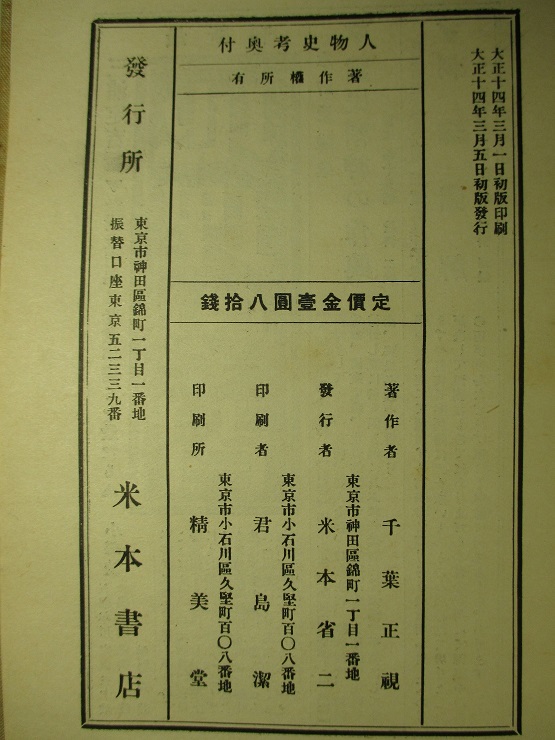 大正十四年三月一日初版印刷
大正十四年三月五日初版發行
人物史考奥付
著作權所有
定價金壹圓八拾錢
著作者 千葉正視
東京市神田區錦町一丁目一番地
發行者 米本省二
東京市小石川區久堅町百〇八番地
印刷者 君島潔
東京市小石川區久堅町百〇八番地
印刷所 精美堂
發行所
東京市神田區錦町一丁目一番地
振替口座東京五二三三九番
米本書店